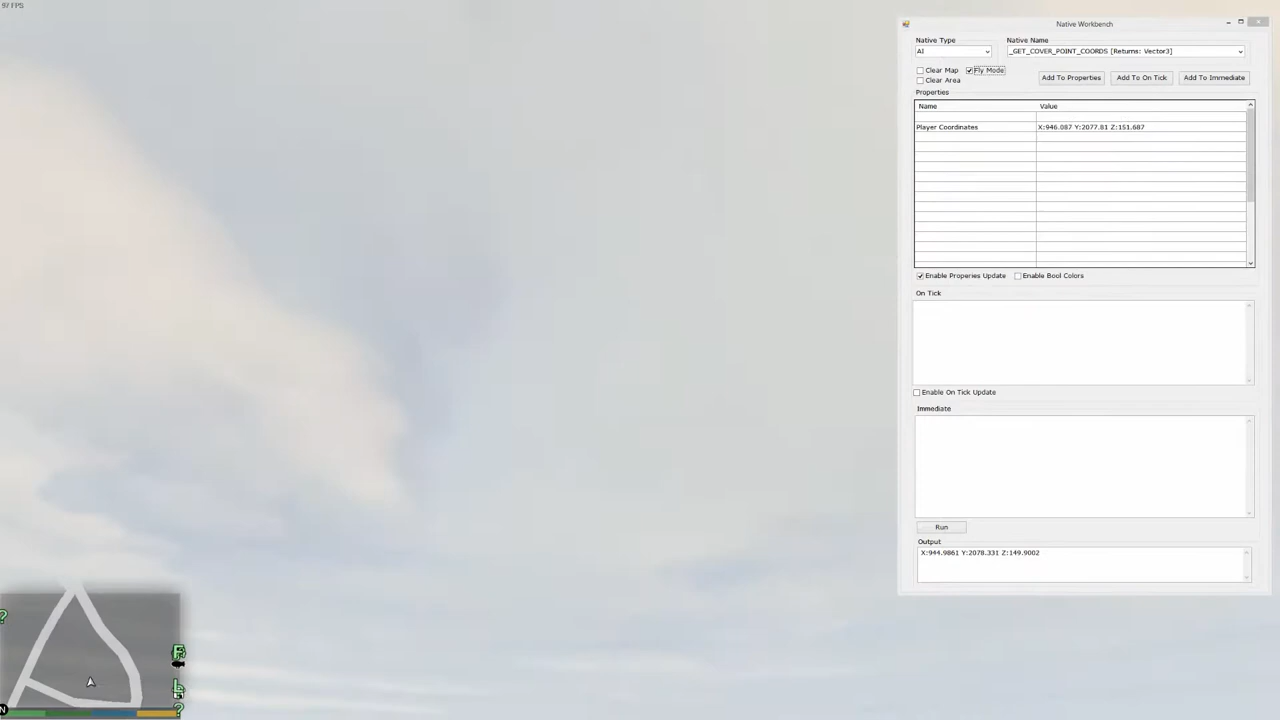 97 FPS
Native Workbench
Native Type
Native Name
AI
_GET_COVER_POINT_COORDS [Returns: Vector3]
Clear Map
Fly Mode
Clear Area
Add To Properties
Add To On Tick
Add To Immediate
Properties
Name
Value
Player Coordinates
X:946.087 Y:2077.81 Z:151.687
Enable Properies Update
Enable Bool Colors
On Tick
Enable On Tick Update
Immediate
Run
Output
X:944.9861 Y:2078.331 Z:149.9002
?
F
L
?
N